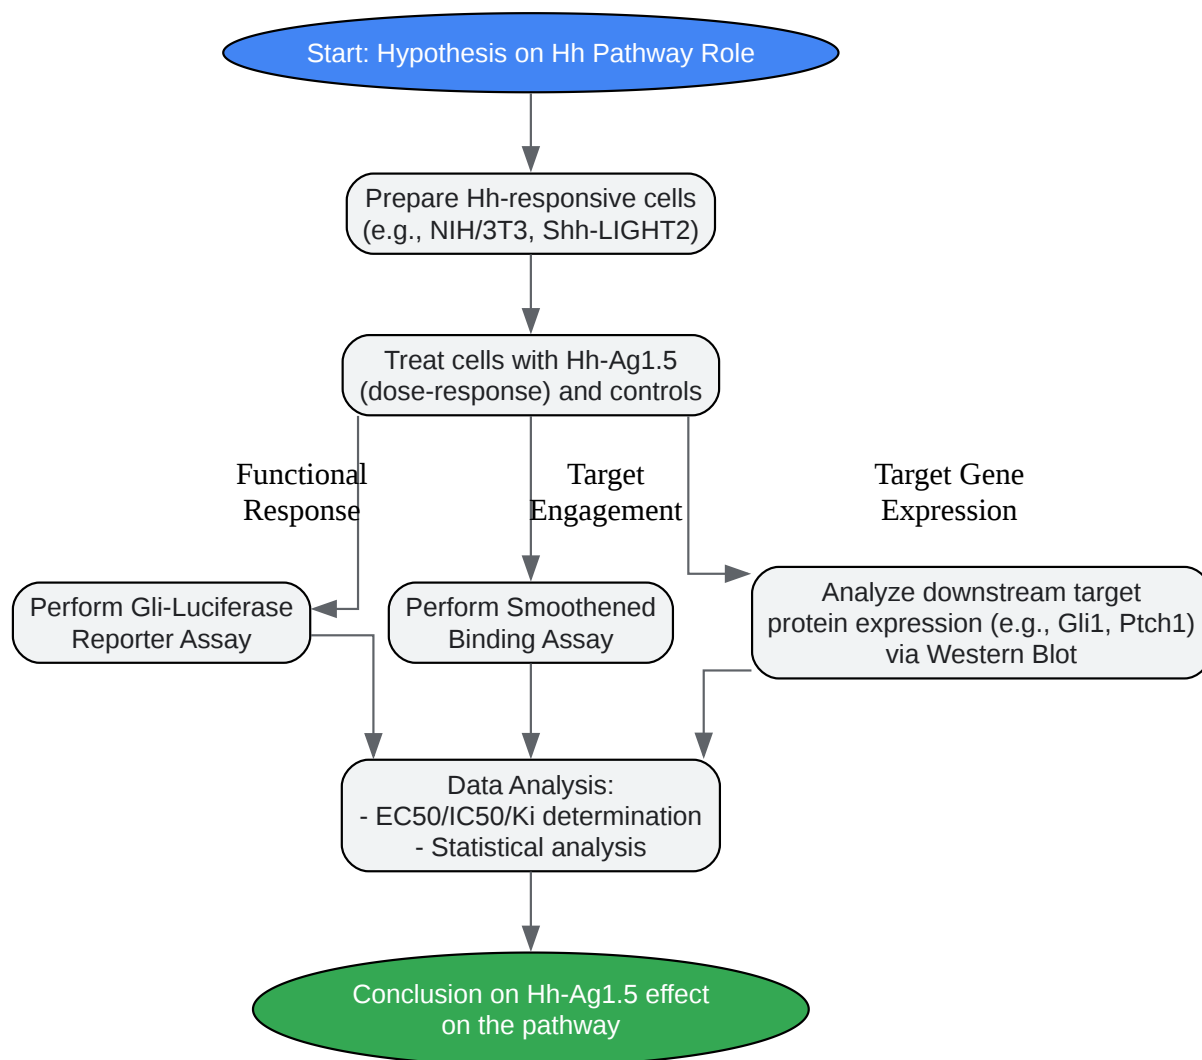 Start: Hypothesis on Hh Pathway Role
Prepare Hh-responsive cells
(e.g., NIH/3T3, Shh-LIGHT2)
Treat cells with Hh-Ag1.5
(dose-response) and controls
Functional
Response
Target
Engagement
Target Gene
Expression
Perform Gli-Luciferase
Reporter Assay
Perform Smoothened
Binding Assay
Analyze downstream target
protein expression (e.g., Gli1, Ptch1)
via Western Blot
Data Analysis:
- EC50/IC50/Ki determination
- Statistical analysis
Conclusion on Hh-Ag1.5 effect
on the pathway